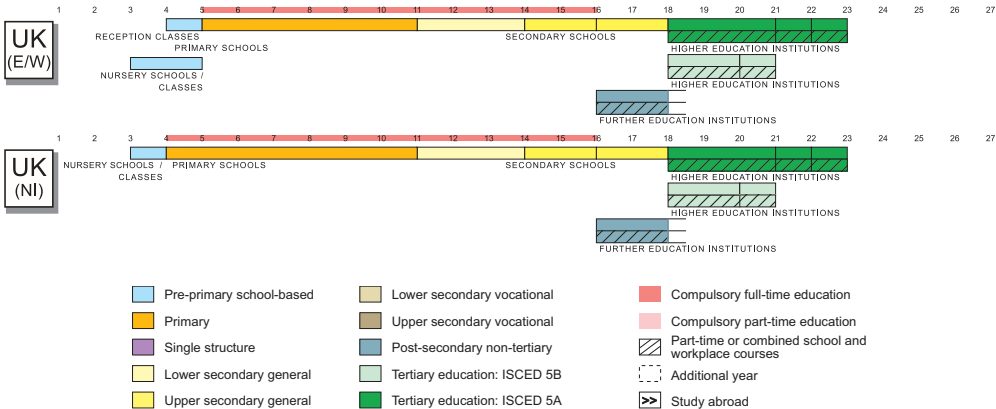 1 2 3 4 5 6 7 8 9 10 11 12 13 14 15 16 17 18 19 20 21 22 23 24 25 26 27
UK
(E/W)
RECEPTION CLASSES SECONDARY SCHOOLS
PRIMARY SCHOOLS HIGHER EDUCATION INSTITUTIONS
NURSERY SCHOOLS /
CLASSES
HIGHER EDUCATION INSTITUTIONS
FURTHER EDUCATION INSTITUTIONS
1 2 3 4 5 6 7 8 9 10 11 12 13 14 15 16 17 18 19 20 21 22 23 24 25 26 27
UK
(NI)
NURSERY SCHOOLS /
CLASSES
PRIMARY SCHOOLS
SECONDARY SCHOOLS
HIGHER EDUCATION INSTITUTIONS
HIGHER EDUCATION INSTITUTIONS
FURTHER EDUCATION INSTITUTIONS
Pre-primary school-based
Primary
Single structure
Lower secondary general
Upper secondary general
Lower secondary vocational
Upper secondary vocational
Post-secondary non-tertiary
Tertiary education: ISCED 5B
Tertiary education: ISCED 5A
Compulsory full-time education
Compulsory part-time education
Part-time or combined school and
workplace courses
Additional year
>> Study abroad